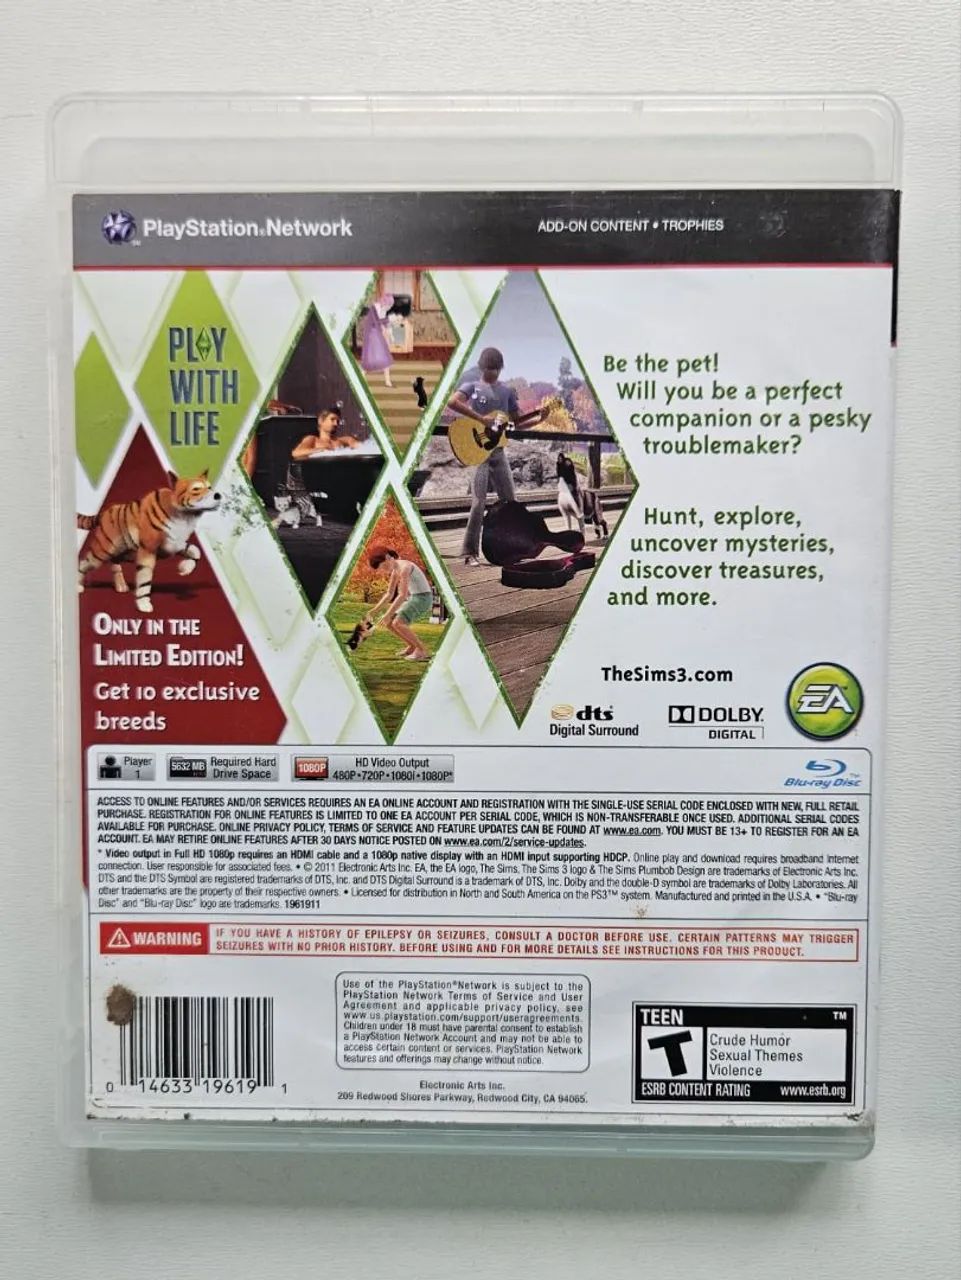 PlayStation®Network
ADD-ON CONTENT • TROPHIES
PLAY
WITH
LIFE
Be the pet!
Will you be a perfect
companion or a pesky
troublemaker?
Hunt, explore,
uncover mysteries,
discover treasures,
and more.
ONLY IN THE
LIMITED EDITION!
Get 10 exclusive
breeds
TheSims3.com
dts
Digital Surround
DOLBY
DIGITAL
EA
Player
1
5632 MB
Required Hard
Drive Space
1080P
HD Video Output
480P•720P•1080i•1080P*
Blu-ray Disc™
ACCESS TO ONLINE FEATURES AND/OR SERVICES REQUIRES AN EA ONLINE ACCOUNT AND REGISTRATION WITH THE SINGLE-USE SERIAL CODE ENCLOSED WITH NEW, FULL RETAIL
PURCHASE. REGISTRATION FOR ONLINE FEATURES IS LIMITED TO ONE EA ACCOUNT PER SERIAL CODE, WHICH IS NON-TRANSFERABLE ONCE USED. ADDITIONAL SERIAL CODES
AVAILABLE FOR PURCHASE. ONLINE PRIVACY POLICY, TERMS OF SERVICE AND FEATURE UPDATES CAN BE FOUND AT www.ea.com. YOU MUST BE 13+ TO REGISTER FOR AN EA
ACCOUNT. EA MAY RETIRE ONLINE FEATURES AFTER 30 DAYS NOTICE POSTED ON www.ea.com/2/service-updates.
* Video output in Full HD 1080p requires an HDMI cable and a 1080p native display with an HDMI input supporting HDCP. Online play and download requires broadband Internet
connection. User responsible for associated fees. • © 2011 Electronic Arts Inc. EA, the EA logo, The Sims, The Sims 3 logo & The Sims Plumbob Design are trademarks of Electronic Arts Inc.
DTS and the DTS Symbol are registered trademarks of DTS, Inc. and DTS Digital Surround is a trademark of DTS, Inc. Dolby and the double-D symbol are trademarks of Dolby Laboratories. All
other trademarks are the property of their respective owners. • Licensed for distribution in North and South America on the PS3™ system. Manufactured and printed in the U.S.A. • "Blu-ray
Disc" and "Blu-ray Disc" logo are trademarks. 1961911
WARNING
IF YOU HAVE A HISTORY OF EPILEPSY OR SEIZURES, CONSULT A DOCTOR BEFORE USE. CERTAIN PATTERNS MAY TRIGGER
SEIZURES WITH NO PRIOR HISTORY. BEFORE USING AND FOR MORE DETAILS SEE INSTRUCTIONS FOR THIS PRODUCT.
Use of the PlayStation®Network is subject to the
PlayStation Network Terms of Service and User
Agreement and applicable privacy policy, see
www.us.playstation.com/support/useragreements.
Children under 18 must have parental consent to establish
a PlayStation Network Account and may not be able to
access certain content or services. PlayStation Network
features and offerings may change without notice.
Electronic Arts Inc.
209 Redwood Shores Parkway, Redwood City, CA 94065.
0 14633 19619 1
TEEN
TM
T
Crude Humor
Sexual Themes
Violence
ESRB CONTENT RATING
www.esrb.org